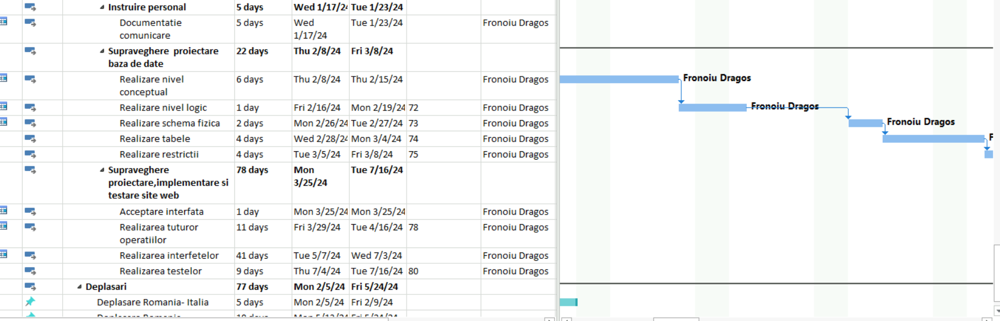 Instruire personal 5 days Wed 1/17/24 Tue 1/23/24
Documentatie 5 days Wed Tue 1/23/24 Fronoiu Dragos
comunicare 1/17/24
Supraveghere proiectare 22 days Thu 2/8/24 Fri 3/8/24
baza de date
Realizare nivel 6 days Thu 2/8/24 Thu 2/15/24 Fronoiu Dragos Fronoiu Dragos
conceptual
Realizare nivel logic 1 day Fri 2/16/24 Mon 2/19/24 72 Fronoiu Dragos Fronoiu Dragos
Realizare schema fizica 2 days Mon 2/26/24 Tue 2/27/24 73 Fronoiu Dragos Fronoiu Dragos
Realizare tabele 4 days Wed 2/28/24 Mon 3/4/24 74 Fronoiu Dragos F
Realizare restrictii 4 days Tue 3/5/24 Fri 3/8/24 75 Fronoiu Dragos
Supraveghere 78 days Mon Tue 7/16/24
proiectare,implementare si 3/25/24
testare site web
Acceptare interfata 1 day Mon 3/25/24 Mon 3/25/24 Fronoiu Dragos
Realizarea tuturor 11 days Fri 3/29/24 Tue 4/16/24 78 Fronoiu Dragos
operatiilor
Realizarea interfetelor 41 days Tue 5/7/24 Wed 7/3/24 Fronoiu Dragos
Realizarea testelor 9 days Thu 7/4/24 Tue 7/16/24 80 Fronoiu Dragos
Deplasari 77 days Mon 2/5/24 Fri 5/24/24
Deplasare Romania- Italia 5 days Mon 2/5/24 Fri 2/9/24